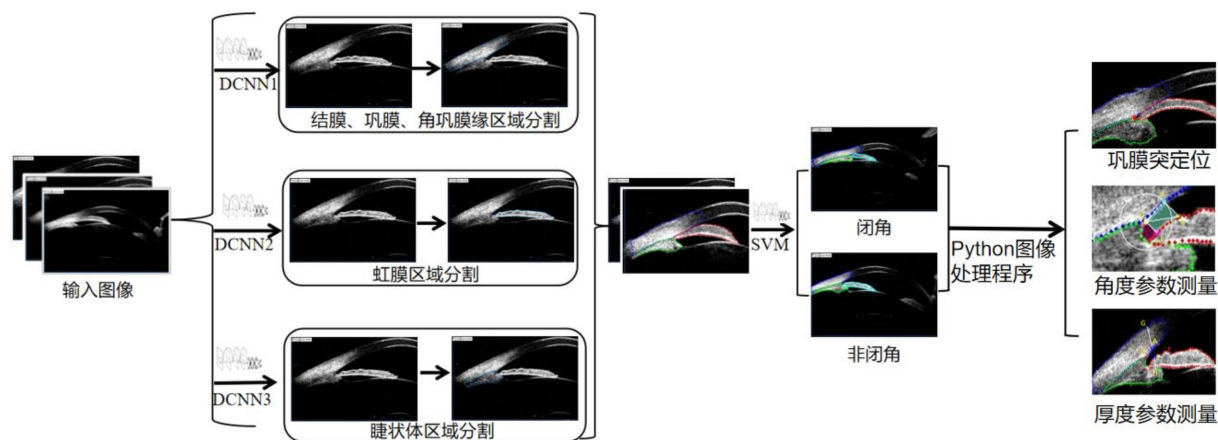 输入图像
DCNN1
结膜、巩膜、角巩膜缘区域分割
DCNN2
虹膜区域分割
DCNN3
睫状体区域分割
SVM
闭角
非闭角
Python图像
处理程序
巩膜突定位
角度参数测量
G
厚度参数测量